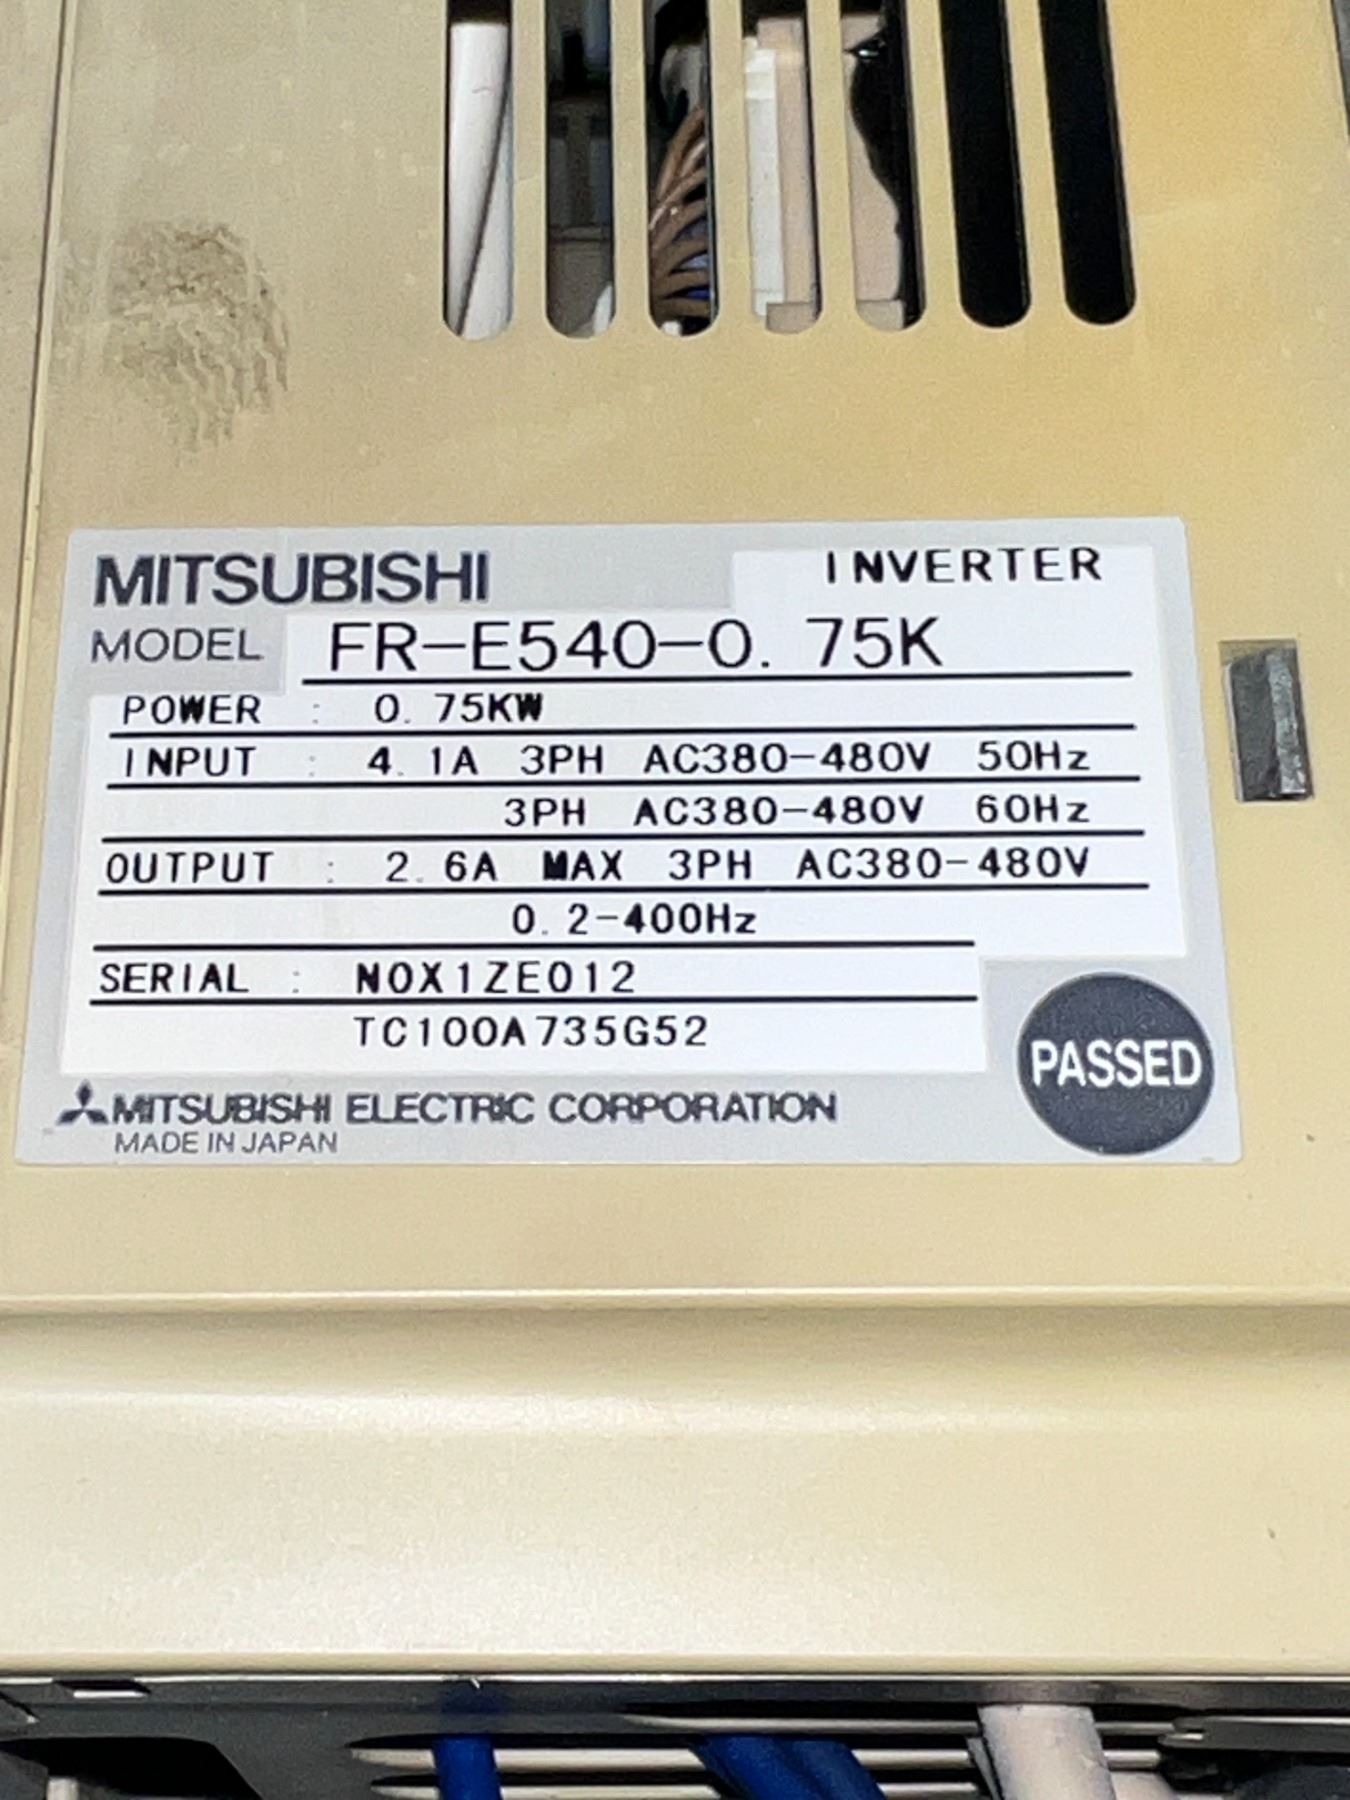 MITSUBISHI INVERTER
MODEL FR-E540-0.75K
POWER : 0.75KW
INPUT : 4.1A 3PH AC380-480V 50Hz
3PH AC380-480V 60Hz
OUTPUT : 2.6A MAX 3PH AC380-480V
0.2-400Hz
SERIAL : N0X1ZE012
TC100A735G52
PASSED
MITSUBISHI ELECTRIC CORPORATION
MADE IN JAPAN